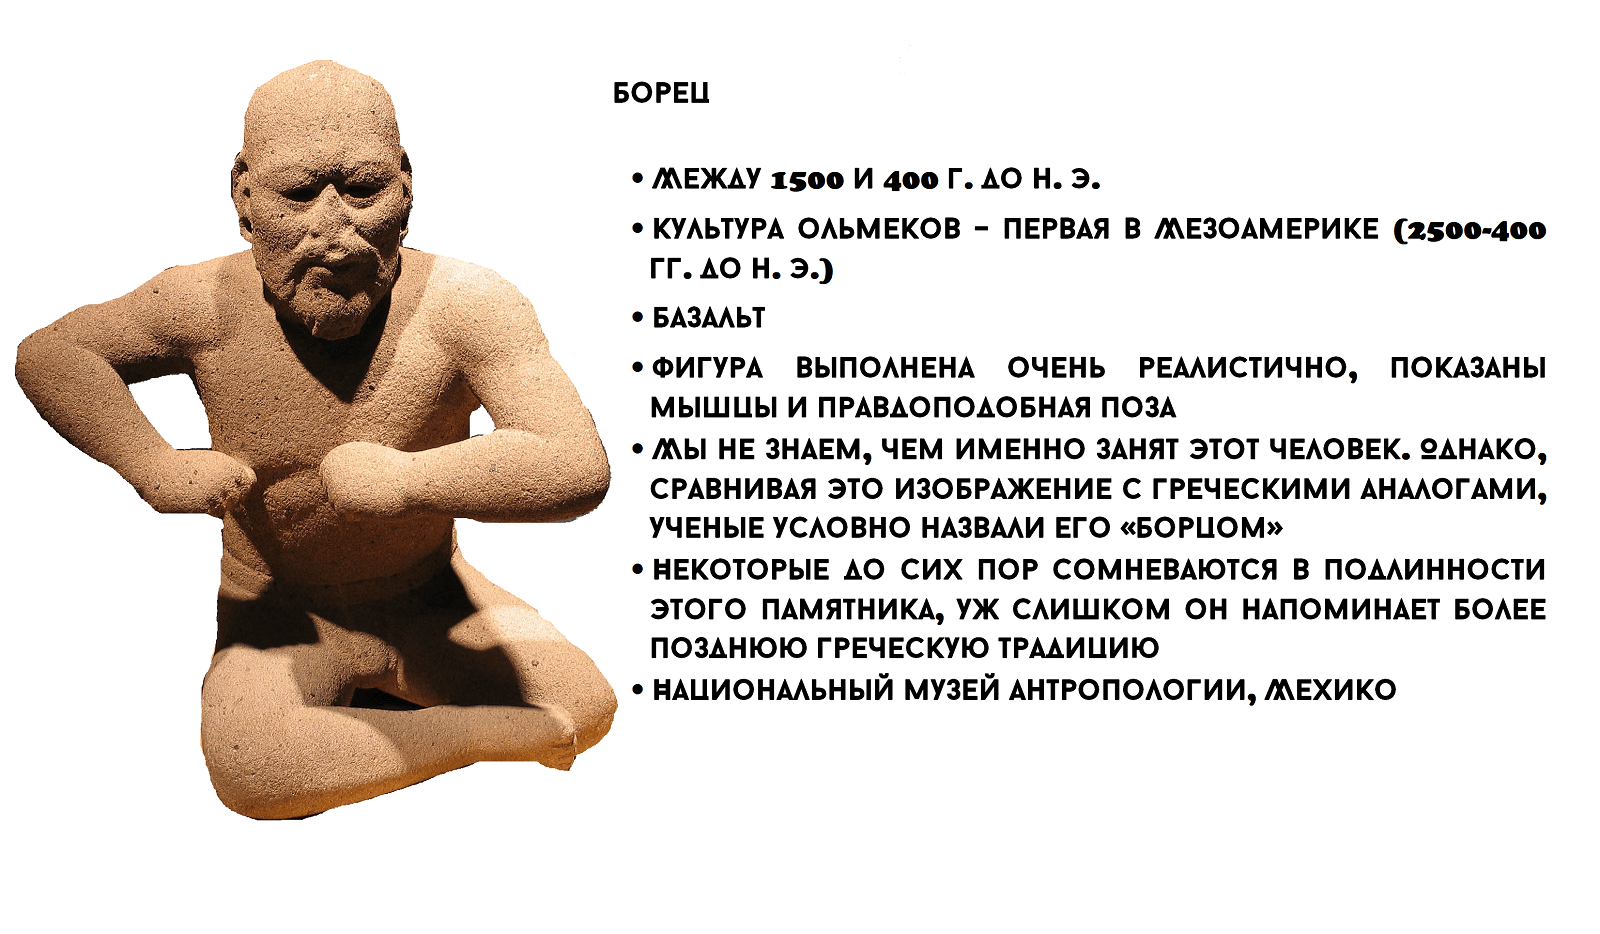 БОРЕЦ
• МЕЖДУ 1500 И 400 Г. ДО Н. Э.
• КУЛЬТУРА ОЛЬМЕКОВ – ПЕРВАЯ В МЕЗОАМЕРИКЕ (2500-400
ГГ. ДО Н. Э.)
• БАЗАЛЬТ
• ФИГУРА ВЫПОЛНЕНА ОЧЕНЬ РЕАЛИСТИЧНО, ПОКАЗАНЫ
МЫШЦЫ И ПРАВДОПОДОБНАЯ ПОЗА
• МЫ НЕ ЗНАЕМ, ЧЕМ ИМЕННО ЗАНЯТ ЭТОТ ЧЕЛОВЕК. ОДНАКО,
СРАВНИВАЯ ЭТО ИЗОБРАЖЕНИЕ С ГРЕЧЕСКИМИ АНАЛОГАМИ,
УЧЕНЫЕ УСЛОВНО НАЗВАЛИ ЕГО «БОРЦОМ»
• НЕКОТОРЫЕ ДО СИХ ПОР СОМНЕВАЮТСЯ В ПОДЛИННОСТИ
ЭТОГО ПАМЯТНИКА, УЖ СЛИШКОМ ОН НАПОМИНАЕТ БОЛЕЕ
ПОЗДНЮЮ ГРЕЧЕСКУЮ ТРАДИЦИЮ
• НАЦИОНАЛЬНЫЙ МУЗЕЙ АНТРОПОЛОГИИ, МЕХИКО